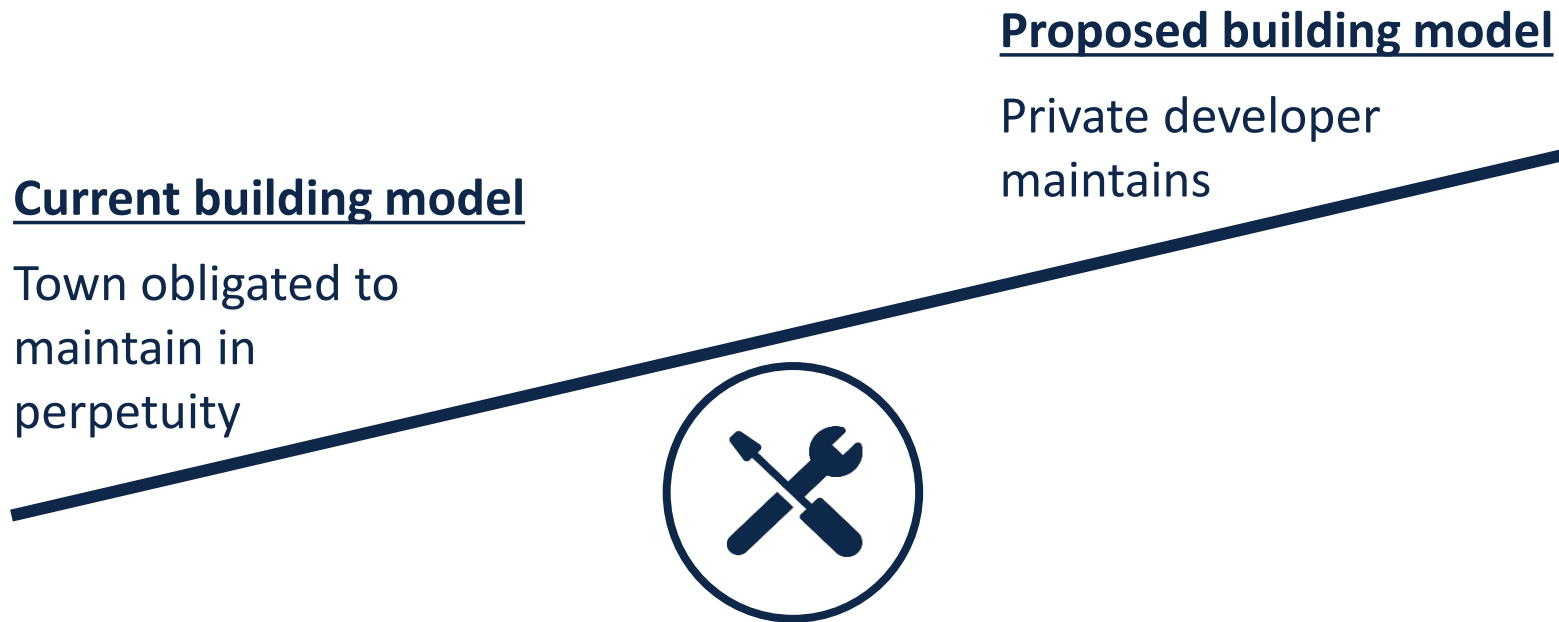 Proposed building model
Private developer
maintains
Current building model
Town obligated to
maintain in
perpetuity